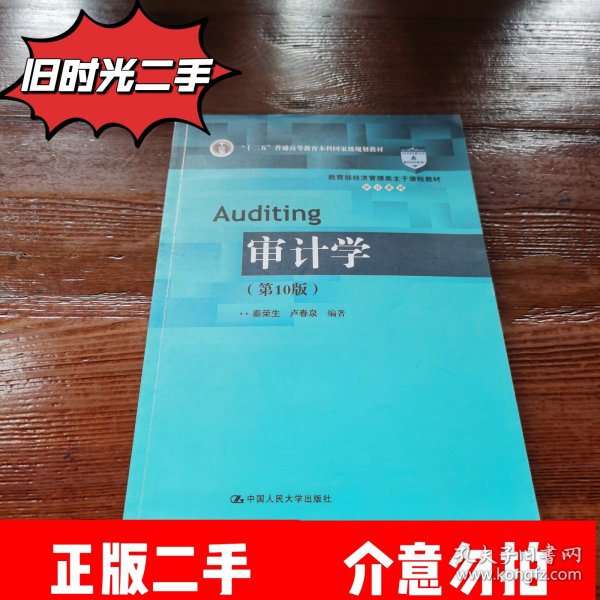 旧时光二手
“十二五”普通高等教育本科国家级规划教材
教育部经济管理类主干课程教材
审计系列
Auditing
审计学
（第10版）
秦荣生 卢春泉 编著
中国人民大学出版社
正版二手 介意勿拍
孔夫子旧书网
www.kongfz.com